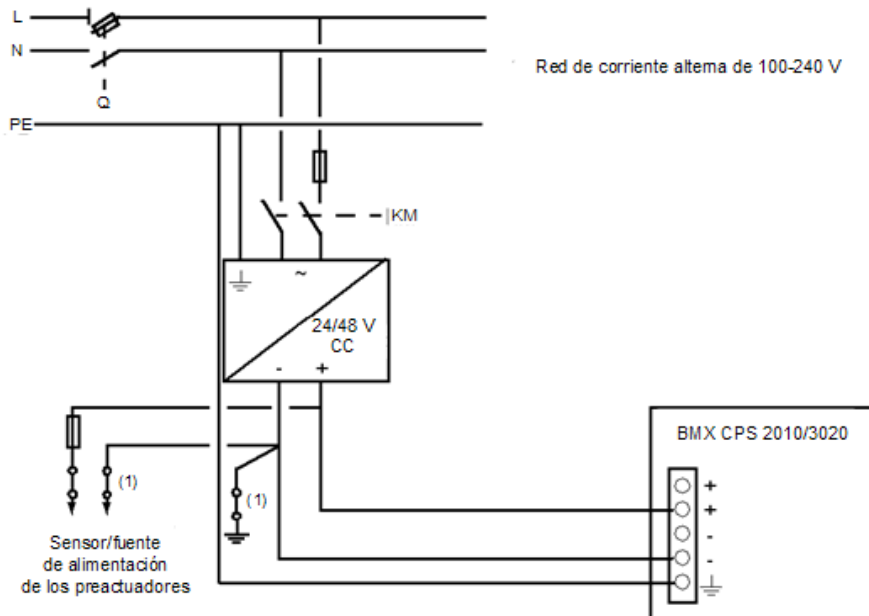 L
N
Red de corriente alterna de 100-240 V
Q
PE
KM
~
24/48 V
CC
- +
BMX CPS 2010/3020
+
+
-
-
(1)
(1)
Sensor/fuente
de alimentación
de los preactuadores